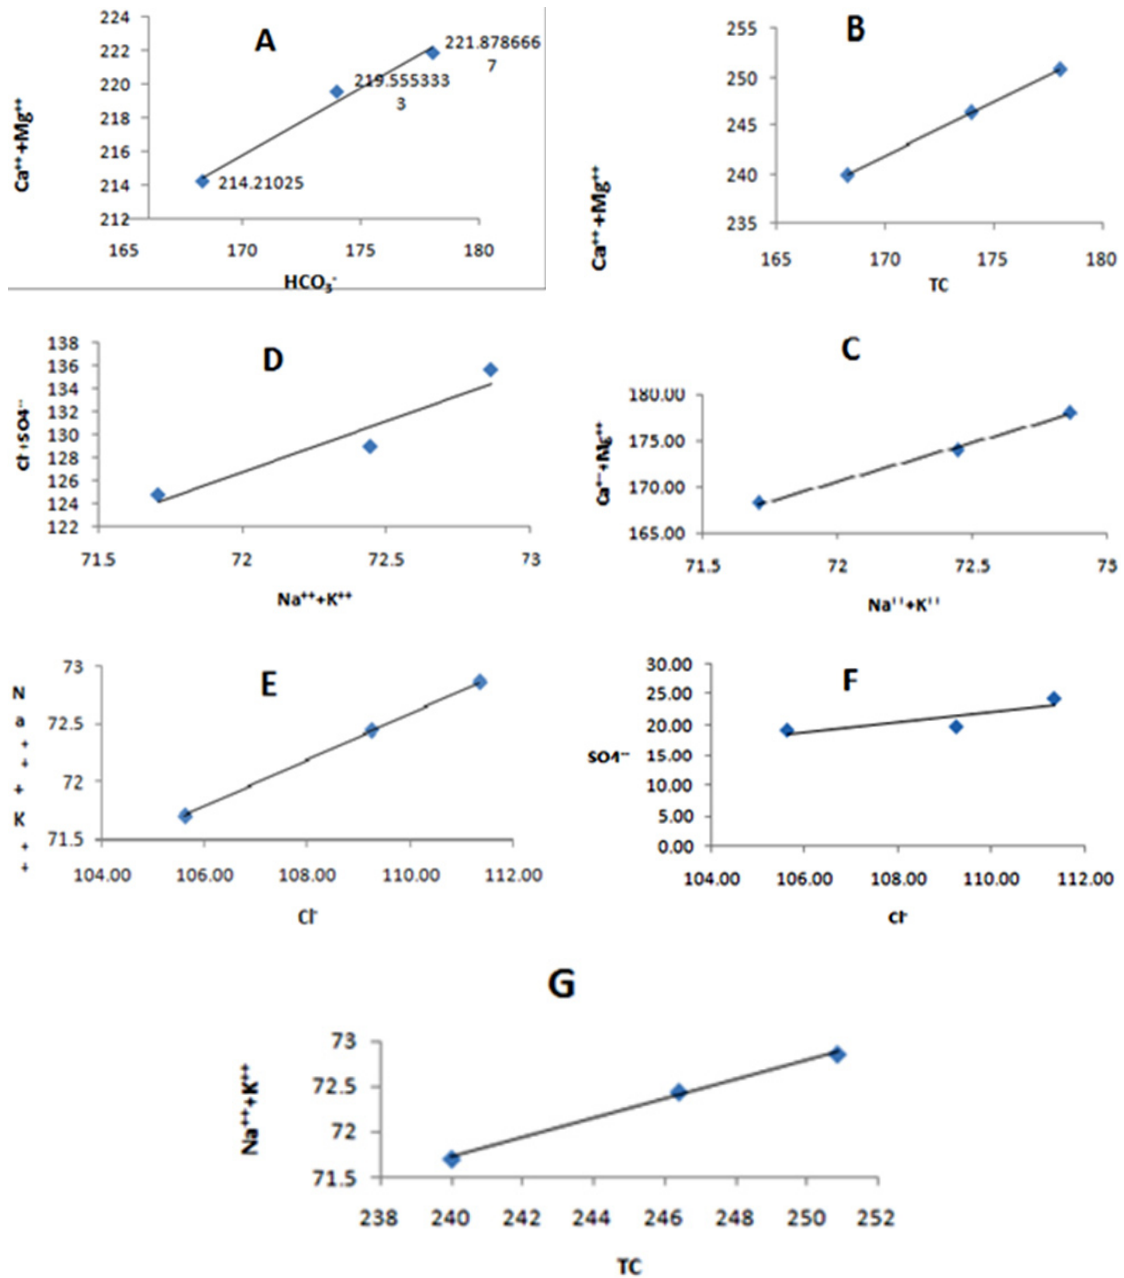 A
224
222
220
218
216
214
212
221.878666
7
219.555333
3
214.21025
Ca⁺⁺+Mg⁺⁺
165 170 175 180
HCO₃⁻
B
255
250
245
240
235
Ca⁺⁺+Mg⁺⁺
165 170 175 180
TC
D
138
136
134
132
130
128
126
124
122
Cl⁻+SO4⁻⁻
71.5 72 72.5 73
Na⁺⁺+K⁺⁺
C
180.00
175.00
170.00
165.00
Ca⁺⁺+Mg⁺⁺
71.5 72 72.5 73
Na⁺⁺+K⁺⁺
E
73
72.5
72
71.5
N
a
+
+
+
K
+
+
104.00 106.00 108.00 110.00 112.00
Cl⁻
F
30.00
25.00
20.00
15.00
10.00
5.00
0.00
SO4⁻⁻
104.00 106.00 108.00 110.00 112.00
Cl⁻
G
73
72.5
72
71.5
Na⁺⁺+K⁺⁺
238 240 242 244 246 248 250 252
TC